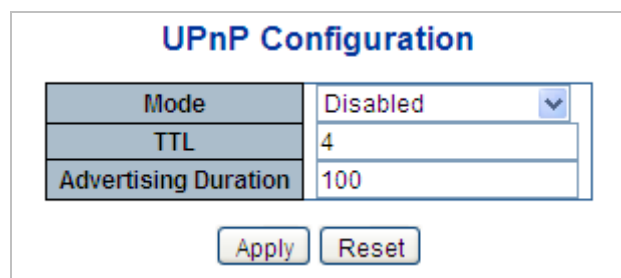 UPnP Configuration
Mode Disabled
TTL 4
Advertising Duration 100
Apply Reset